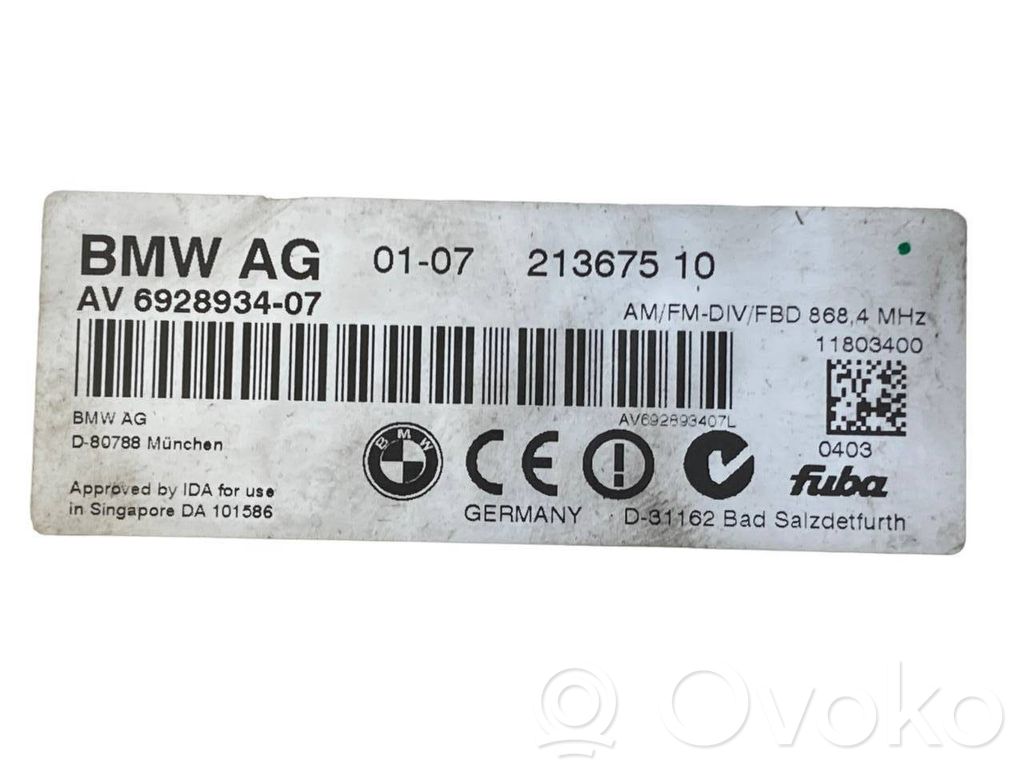 BMW AG 01-07 213675 10
AV 6928934-07
AM/FM-DIV/FBD 868,4 MHz
11803400
AV692893407L
BMW AG
D-80788 München
0403
BMW
CE
fuba
Approved by IDA for use
in Singapore DA 101586
GERMANY D-31162 Bad Salzdetfurth
Ovoko